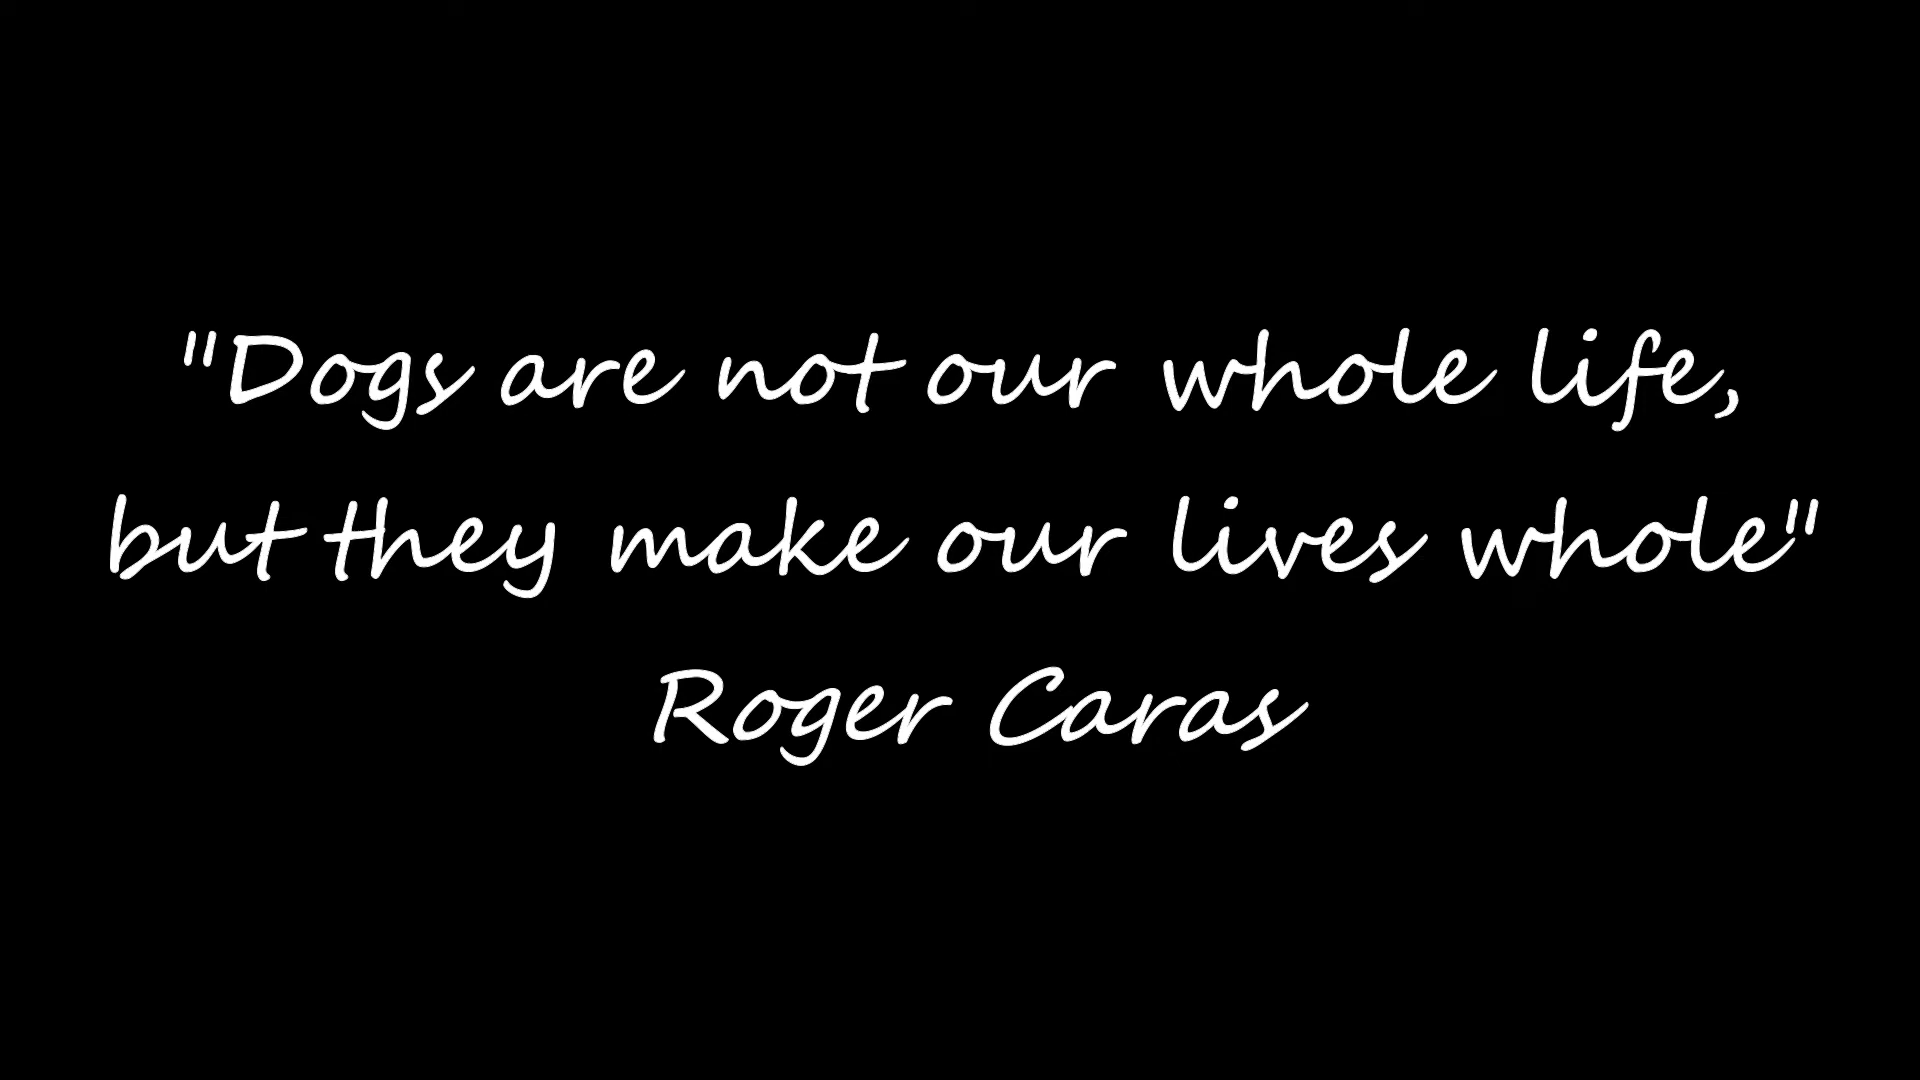 "Dogs are not our whole life,
but they make our lives whole"
Roger Caras